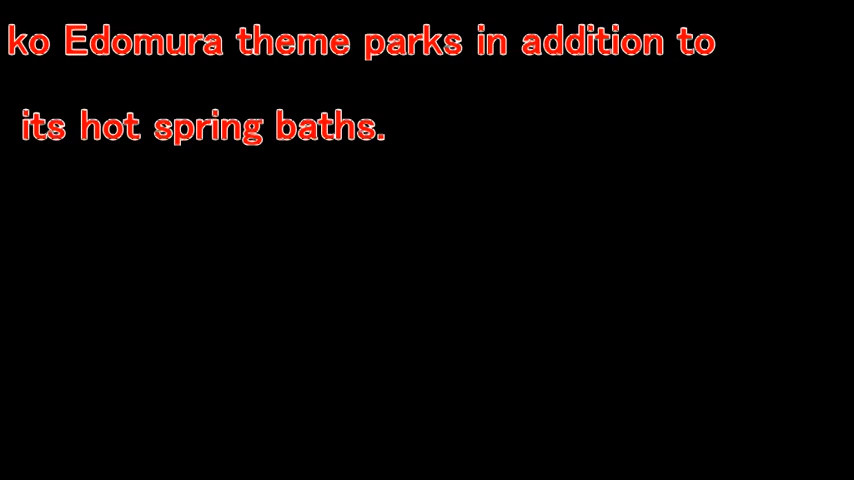 ko Edomura theme parks in addition to
its hot spring baths.